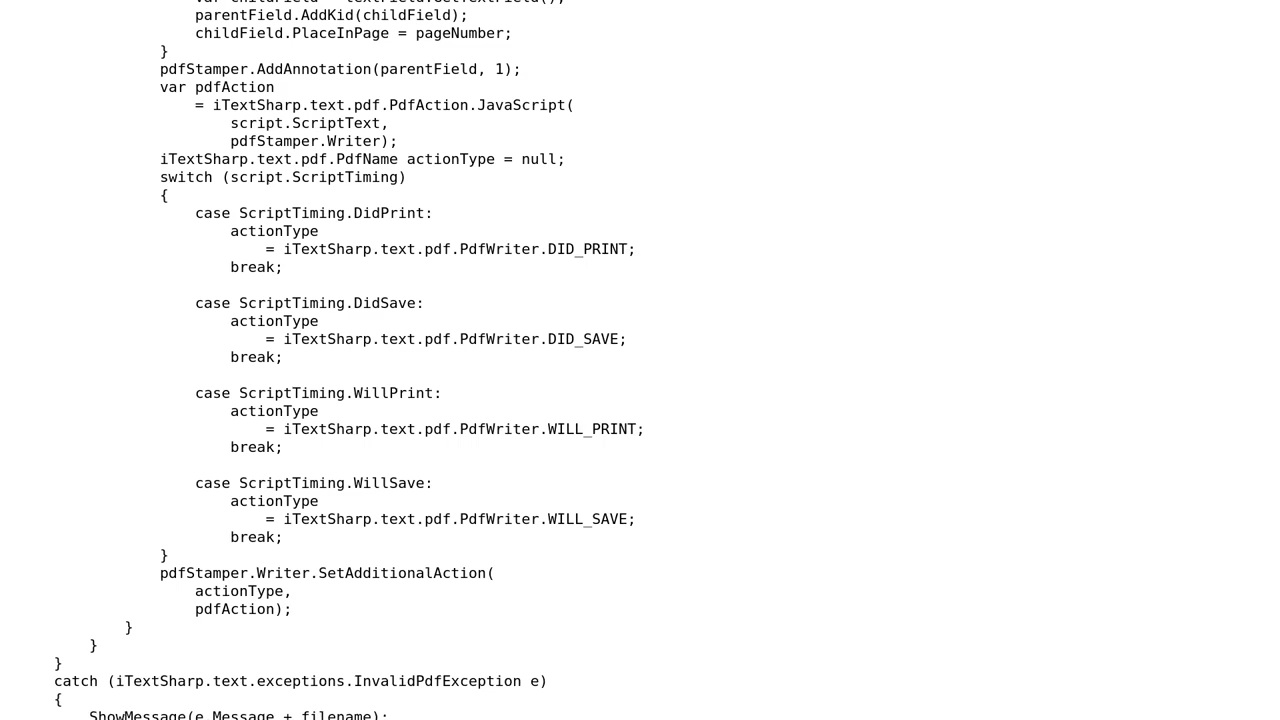 parentField.AddKid(childField);
childField.PlaceInPage = pageNumber;
}
pdfStamper.AddAnnotation(parentField, 1);
var pdfAction
= iTextSharp.text.pdf.PdfAction.JavaScript(
script.ScriptText,
pdfStamper.Writer);
iTextSharp.text.pdf.PdfName actionType = null;
switch (script.ScriptTiming)
{
case ScriptTiming.DidPrint:
actionType
= iTextSharp.text.pdf.PdfWriter.DID_PRINT;
break;
case ScriptTiming.DidSave:
actionType
= iTextSharp.text.pdf.PdfWriter.DID_SAVE;
break;
case ScriptTiming.WillPrint:
actionType
= iTextSharp.text.pdf.PdfWriter.WILL_PRINT;
break;
case ScriptTiming.WillSave:
actionType
= iTextSharp.text.pdf.PdfWriter.WILL_SAVE;
break;
}
pdfStamper.Writer.SetAdditionalAction(
actionType,
pdfAction);
}
}
}
catch (iTextSharp.text.exceptions.InvalidPdfException e)
{
ShowMessage(e.Message + filename);